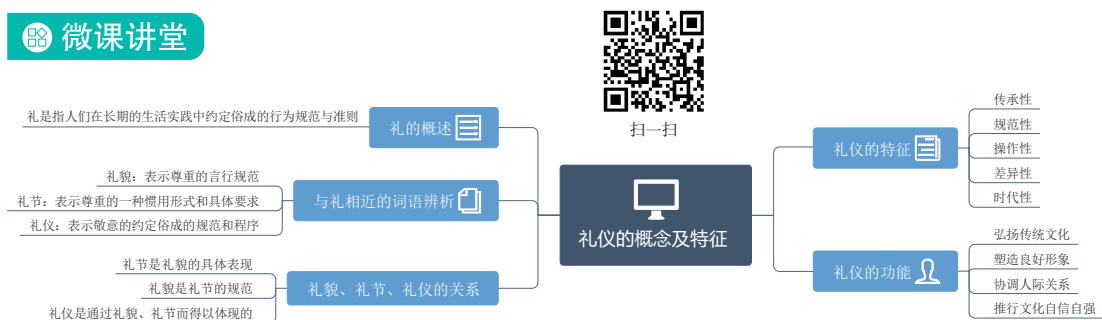 微课讲堂
扫一扫
礼仪的概念及特征
礼的概述
礼是指人们在长期的生活实践中约定俗成的行为规范与准则
与礼相近的词语辨析
礼貌：表示尊重的言行规范
礼节：表示尊重的一种惯用形式和具体要求
礼仪：表示敬意的约定俗成的规范和程序
礼貌、礼节、礼仪的关系
礼节是礼貌的具体表现
礼貌是礼节的规范
礼仪是通过礼貌、礼节而得以体现的
礼仪的特征
传承性
规范性
操作性
差异性
时代性
礼仪的功能
弘扬传统文化
塑造良好形象
协调人际关系
推行文化自信自强